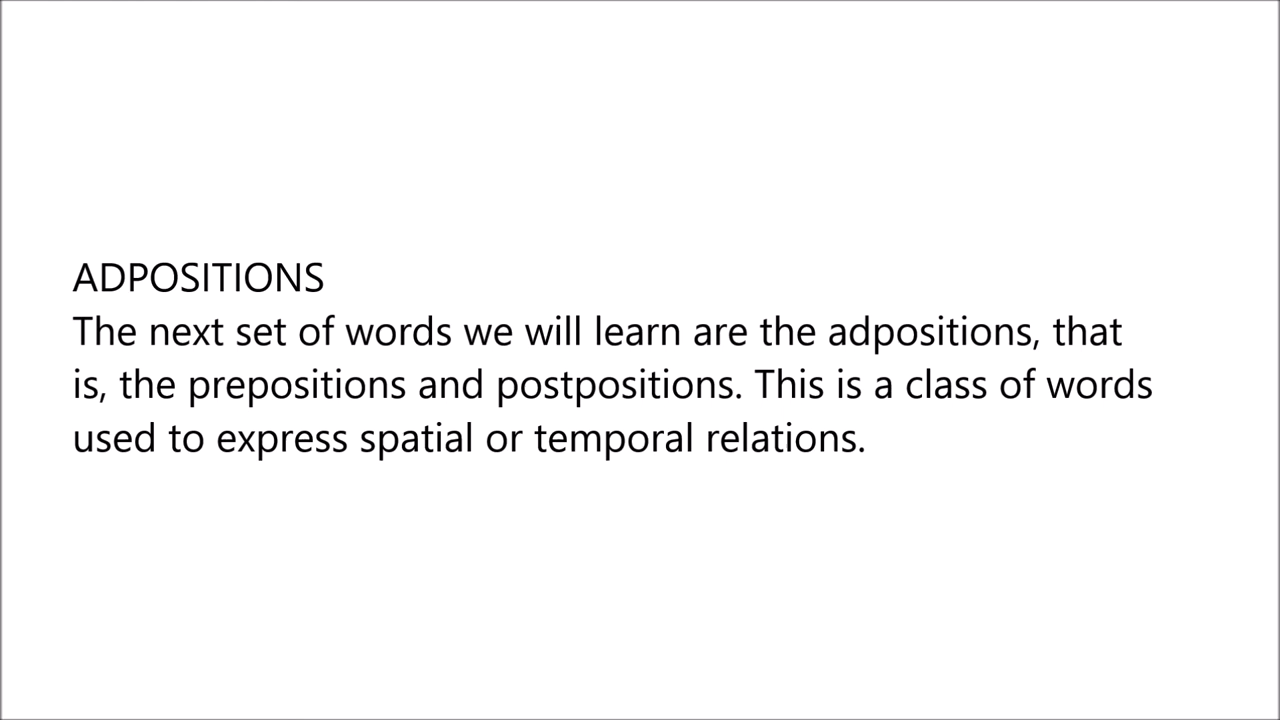 ADPOSITIONS
The next set of words we will learn are the adpositions, that
is, the prepositions and postpositions. This is a class of words
used to express spatial or temporal relations.